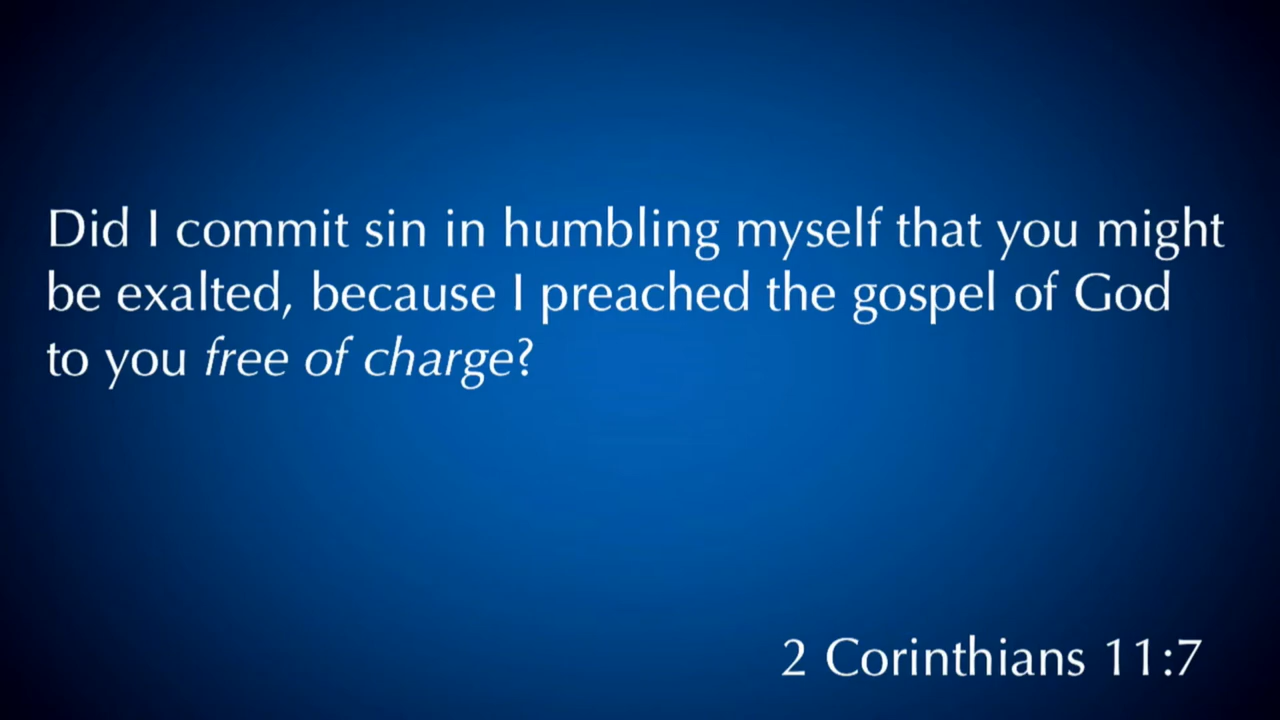 Did I commit sin in humbling myself that you might
be exalted, because I preached the gospel of God
to you free of charge?
2 Corinthians 11:7